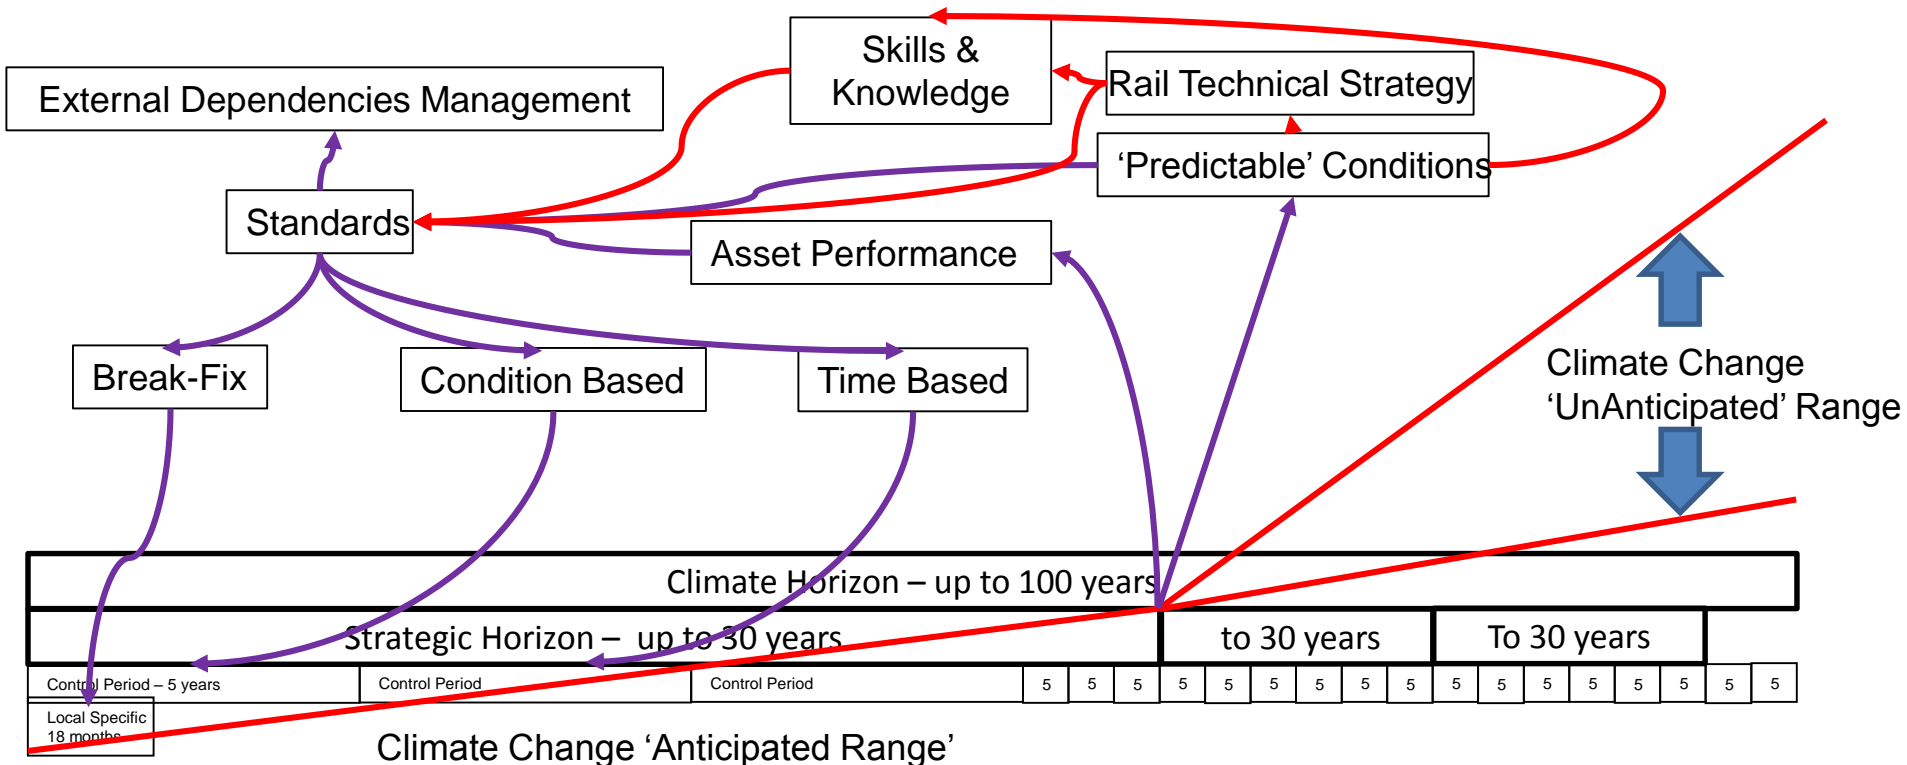 Skills &
Knowledge
External Dependencies Management
Rail Technical Strategy
‘Predictable’ Conditions
Standards
Asset Performance
Break-Fix
Condition Based
Time Based
Climate Change
‘UnAnticipated’ Range
Climate Horizon – up to 100 years
Strategic Horizon –  up to 30 years
to 30 years
To 30 years
Control Period – 5 years
Control Period
Control Period
5 5 5 5 5 5 5 5 5 5 5 5 5 5 5 5 5
Local Specific
18 months
Climate Change ‘Anticipated Range’